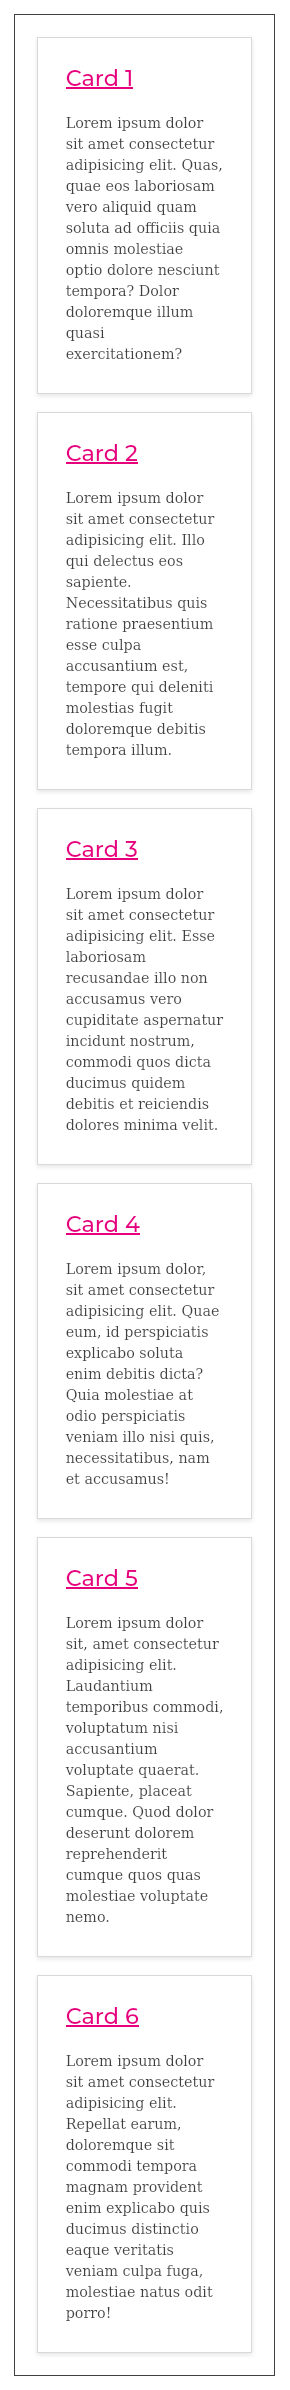 Card 1
Lorem ipsum dolor
sit amet consectetur
adipisicing elit. Quas,
quae eos laboriosam
vero aliquid quam
soluta ad officiis quia
omnis molestiae
optio dolore nesciunt
tempora? Dolor
doloremque illum
quasi
exercitationem?
Card 2
Lorem ipsum dolor
sit amet consectetur
adipisicing elit. Illo
qui delectus eos
sapiente.
Necessitatibus quis
ratione praesentium
esse culpa
accusantium est,
tempore qui deleniti
molestias fugit
doloremque debitis
tempora illum.
Card 3
Lorem ipsum dolor
sit amet consectetur
adipisicing elit. Esse
laboriosam
recusandae illo non
accusamus vero
cupiditate aspernatur
incidunt nostrum,
commodi quos dicta
ducimus quidem
debitis et reiciendis
dolores minima velit.
Card 4
Lorem ipsum dolor,
sit amet consectetur
adipisicing elit. Quae
eum, id perspiciatis
explicabo soluta
enim debitis dicta?
Quia molestiae at
odio perspiciatis
veniam illo nisi quis,
necessitatibus, nam
et accusamus!
Card 5
Lorem ipsum dolor
sit, amet consectetur
adipisicing elit.
Laudantium
temporibus commodi,
voluptatum nisi
accusantium
voluptate quaerat.
Sapiente, placeat
cumque. Quod dolor
deserunt dolorem
reprehenderit
cumque quos quas
molestiae voluptate
nemo.
Card 6
Lorem ipsum dolor
sit amet consectetur
adipisicing elit.
Repellat earum,
doloremque sit
commodi tempora
magnam provident
enim explicabo quis
ducimus distinctio
eaque veritatis
veniam culpa fuga,
molestiae natus odit
porro!